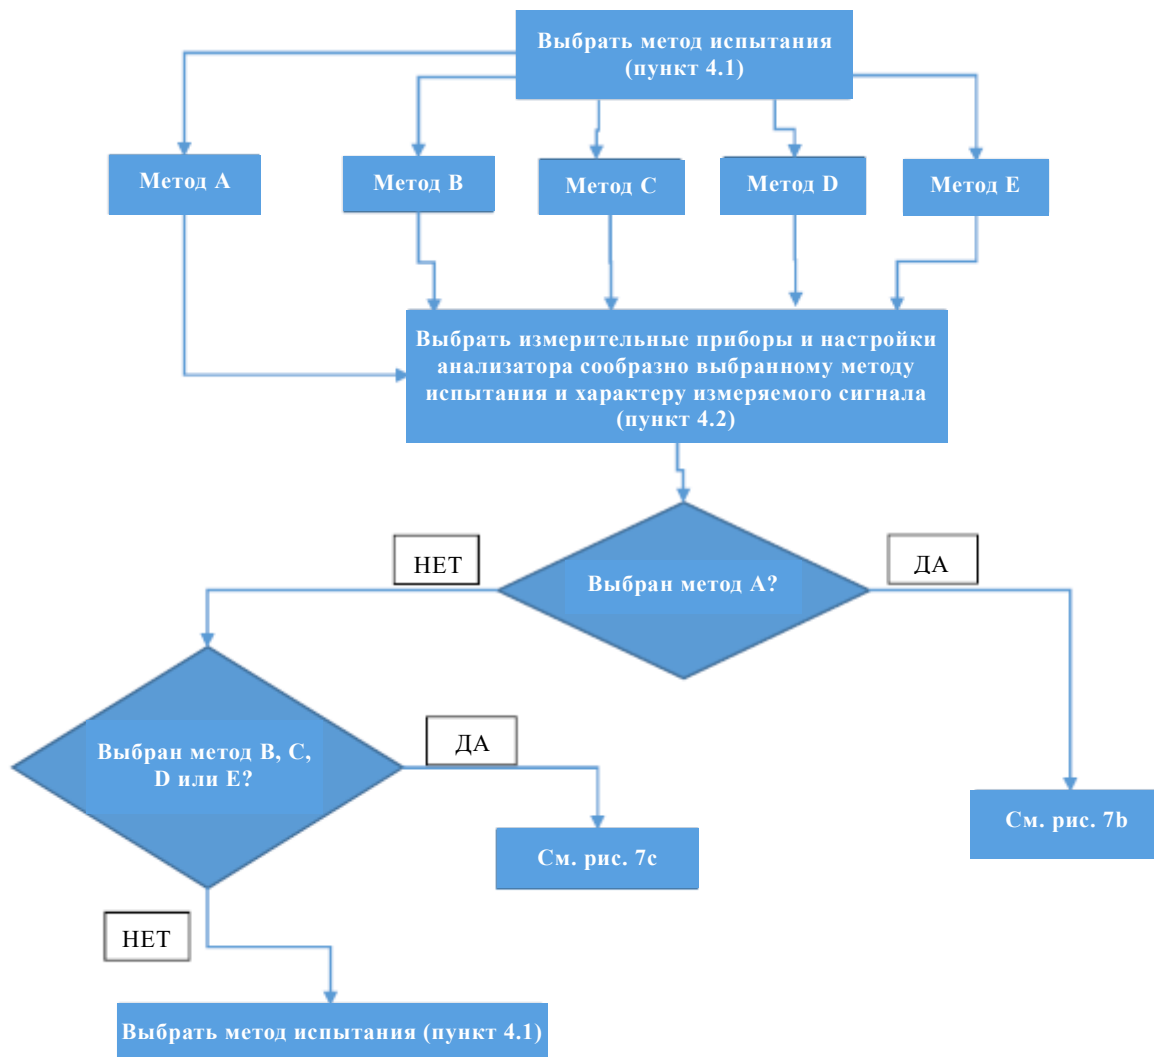 Выбрать метод испытания
(пункт 4.1)
Метод A
Метод B
Метод C
Метод D
Метод E
Выбрать измерительные приборы и настройки
анализатора сообразно выбранному методу
испытания и характеру измеряемого сигнала
(пункт 4.2)
НЕТ
ДА
Выбран метод A?
Выбран метод B, C,
D или E?
ДА
См. рис. 7b
См. рис. 7c
НЕТ
Выбрать метод испытания (пункт 4.1)